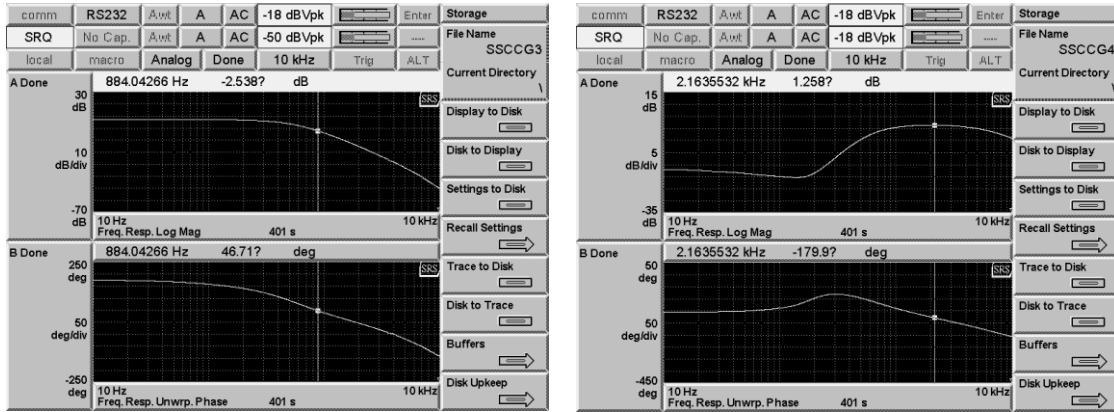 comm RS232 Awt A AC -18 dBVpk Enter
SRQ No Cap. Awt A AC -50 dBVpk .....
local macro Analog Done 10 kHz Trig ALT
A Done 884.04266 Hz -2.538? dB
30
dB
SRS
10
dB/div
-70
dB
10 Hz 10 kHz
Freq. Resp. Log Mag 401 s
B Done 884.04266 Hz 46.71? deg
250
deg
SRS
50
deg/div
-250
deg
10 Hz 10 kHz
Freq. Resp. Unwrp. Phase 401 s
Storage
File Name
SSCCG3
Current Directory
\
Display to Disk
Disk to Display
Settings to Disk
Recall Settings
Trace to Disk
Disk to Trace
Buffers
Disk Upkeep
comm RS232 Awt A AC -18 dBVpk Enter
SRQ No Cap. Awt A AC -18 dBVpk .....
local macro Analog Done 10 kHz Trig ALT
A Done 2.1635532 kHz 1.258? dB
15
dB
SRS
5
dB/div
-35
dB
10 Hz 10 kHz
Freq. Resp. Log Mag 401 s
B Done 2.1635532 kHz -179.9? deg
50
deg
SRS
50
deg/div
-450
deg
10 Hz 10 kHz
Freq. Resp. Unwrp. Phase 401 s
Storage
File Name
SSCCG4
Current Directory
\
Display to Disk
Disk to Display
Settings to Disk
Recall Settings
Trace to Disk
Disk to Trace
Buffers
Disk Upkeep